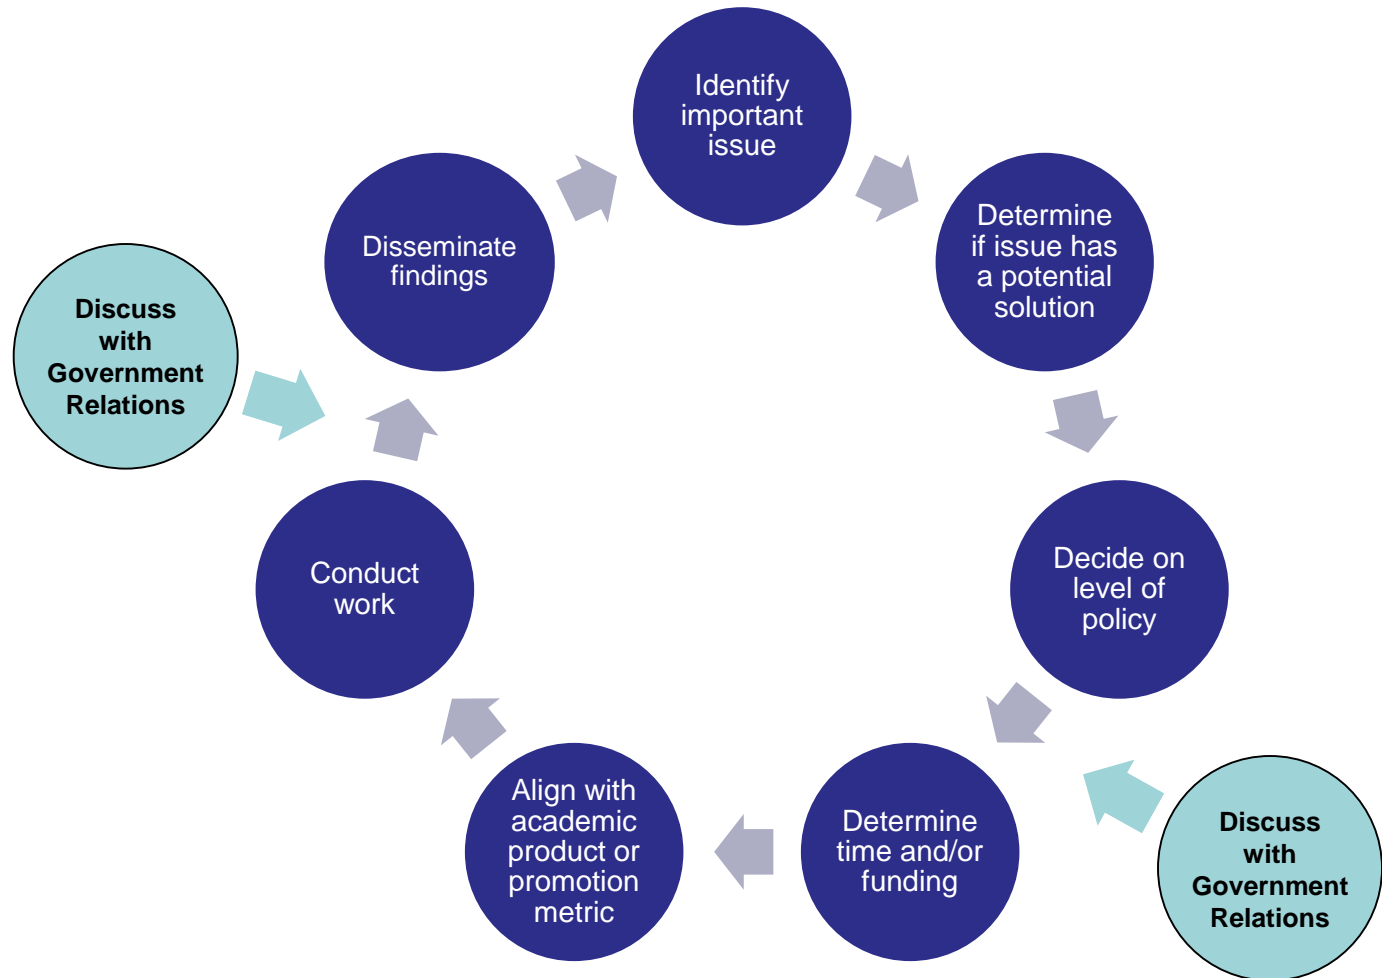 Identify
important
issue
Determine
if issue has
a potential
solution
Decide on
level of
policy
Discuss
with
Government
Relations
Determine
time and/or
funding
Align with
academic
product or
promotion
metric
Conduct
work
Discuss
with
Government
Relations
Disseminate
findings